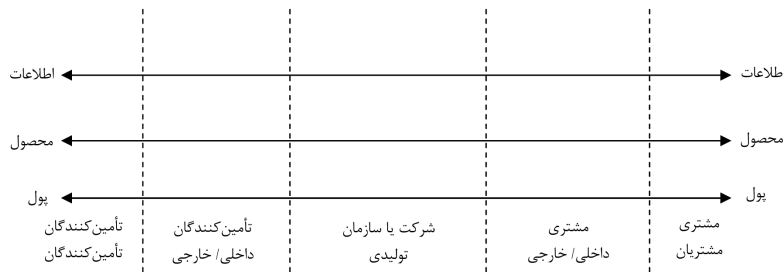 طلاعات اطلاعات
محصول محصول
پول پول
مشتری مشتری شرکت یا سازمان تأمین‌کنندگان تأمین‌کنندگان
مشتریان داخلی/ خارجی تولیدی داخلی/ خارجی تأمین‌کنندگان